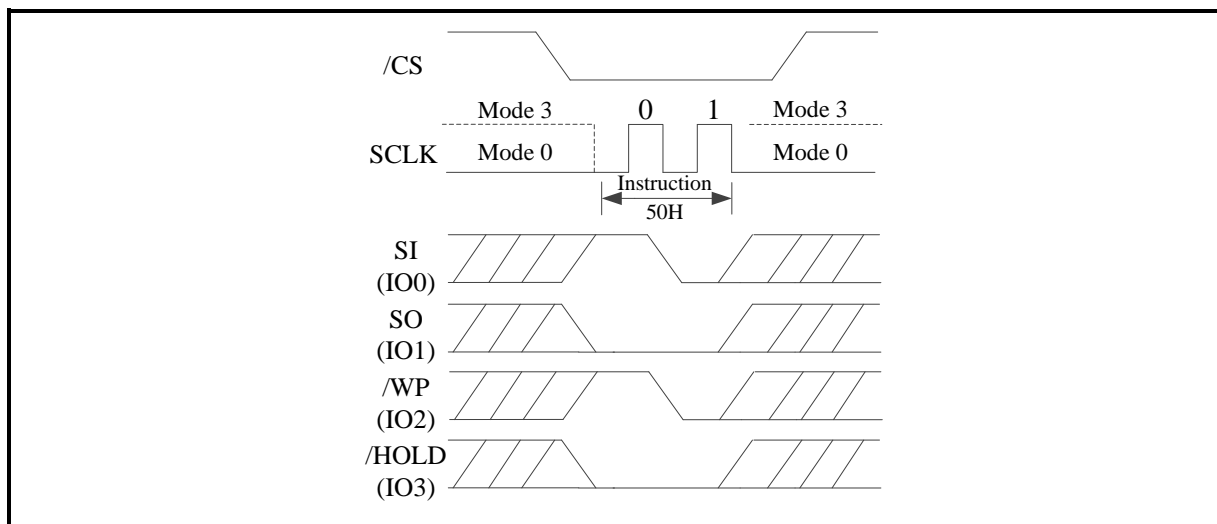 /CS
Mode 3 0 1 Mode 3
SCLK Mode 0 Mode 0
Instruction
50H
SI
(IO0)
SO
(IO1)
/WP
(IO2)
/HOLD
(IO3)